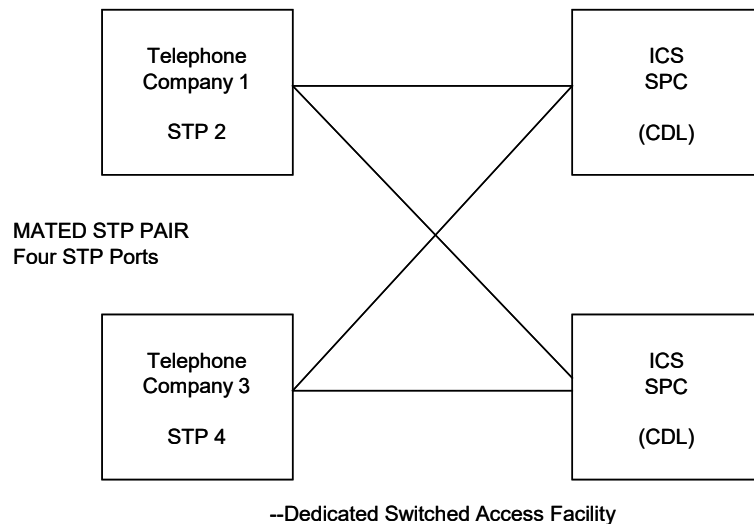 Telephone
Company 1
STP 2
ICS
SPC
(CDL)
MATED STP PAIR
Four STP Ports
Telephone
Company 3
STP 4
ICS
SPC
(CDL)
--Dedicated Switched Access Facility